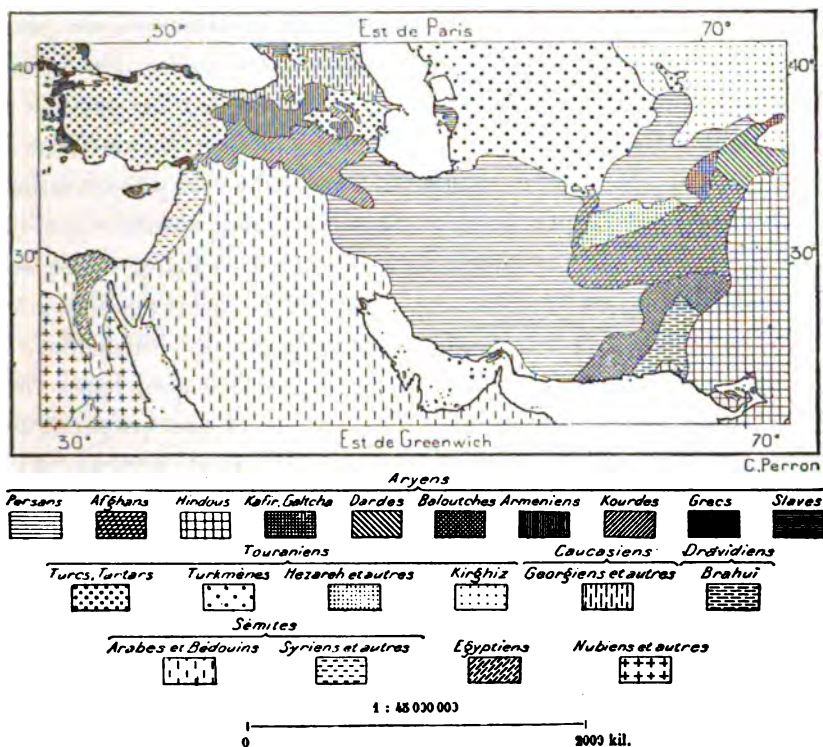 50° Est de Paris 70°
40° 40°
30° 30°
30° Est de Greenwich 70°
C. Perron
Aryens
Persans Afghans Hindous Kafir, Galtcha Dardes Baloutches Armeniens Kourdes Grecs Slaves
Touraniens Caucasiens Dravidiens
Turcs, Tartars Turkmènes Hezareh et autres Kirghiz Georgiens et autres Brahuï
Sémites
Arabes et Bédouins Syriens et autres Egyptiens Nubiens et autres
1 : 45 000 000
0 2000 kil.